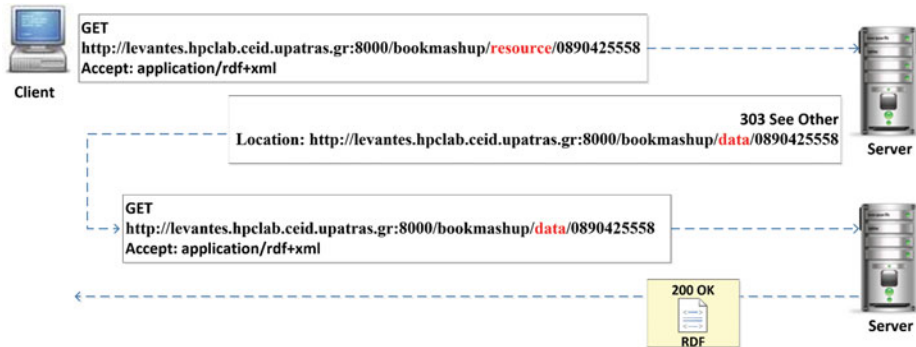 GET
http://levantes.hpclab.ceid.upatras.gr:8000/bookmashup/resource/0890425558
Accept: application/rdf+xml
Client
303 See Other
Location: http://levantes.hpclab.ceid.upatras.gr:8000/bookmashup/data/0890425558
Server
GET
http://levantes.hpclab.ceid.upatras.gr:8000/bookmashup/data/0890425558
Accept: application/rdf+xml
200 OK
RDF
Server